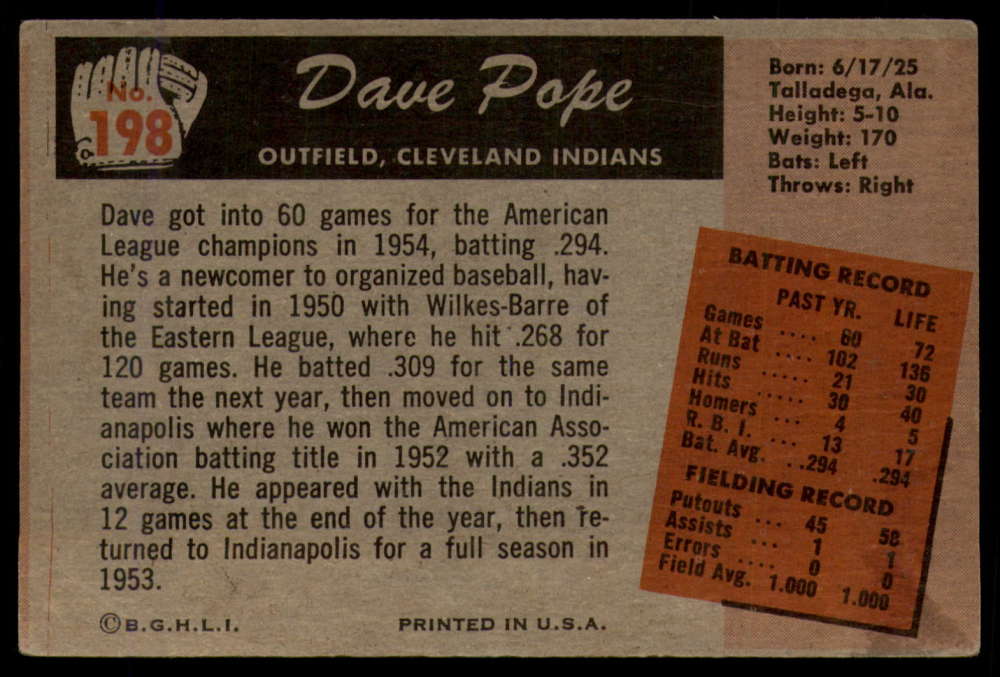 No.
198
Dave Pope
OUTFIELD, CLEVELAND INDIANS
Born: 6/17/25
Talladega, Ala.
Height: 5-10
Weight: 170
Bats: Left
Throws: Right
Dave got into 60 games for the American
League champions in 1954, batting .294.
He's a newcomer to organized baseball, hav-
ing started in 1950 with Wilkes-Barre of
the Eastern League, where he hit .268 for
120 games. He batted .309 for the same
team the next year, then moved on to Indi-
anapolis where he won the American Asso-
ciation batting title in 1952 with a .352
average. He appeared with the Indians in
12 games at the end of the year, then re-
turned to Indianapolis for a full season in
1953.
BATTING RECORD
PAST YR. LIFE
Games .... 60 72
At Bat .... 102 136
Runs ..... 21 30
Hits ..... 30 40
Homers .... 4 5
R. B. I. ... 13 17
Bat. Avg. ..294 .294
FIELDING RECORD
Putouts ... 45 58
Assists ... 1 1
Errors .... 0 0
Field Avg. 1.000 1.000
©B.G.H.L.I. PRINTED IN U.S.A.